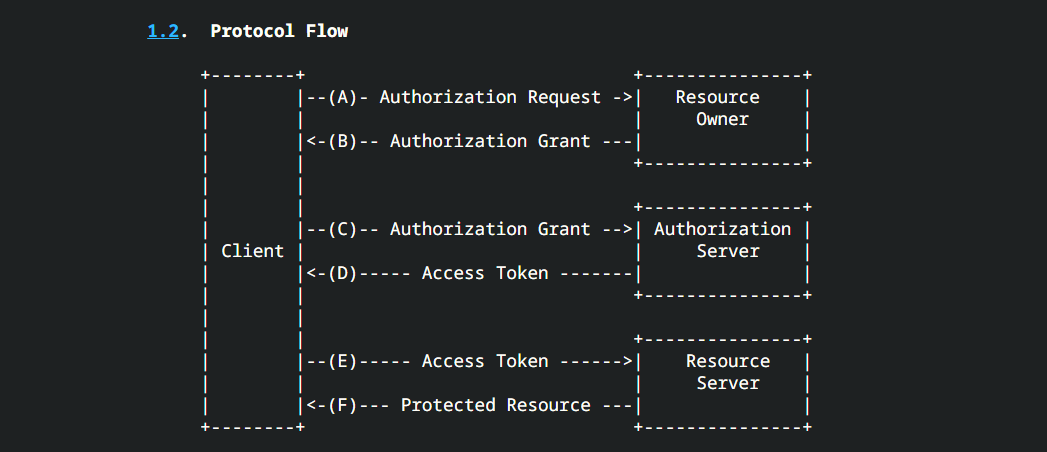 1.2. Protocol Flow
+--------+                               +---------------+
|        |--(A)- Authorization Request ->|   Resource    |
|        |                               |     Owner     |
|        |<-(B)-- Authorization Grant ---|               |
|        |                               +---------------+
|        |
|        |                               +---------------+
|        |--(C)-- Authorization Grant -->| Authorization |
| Client |                               |     Server    |
|        |<-(D)----- Access Token -------|               |
|        |                               +---------------+
|        |
|        |                               +---------------+
|        |--(E)----- Access Token ------>|    Resource   |
|        |                               |     Server    |
|        |<-(F)--- Protected Resource ---|               |
+--------+                               +---------------+